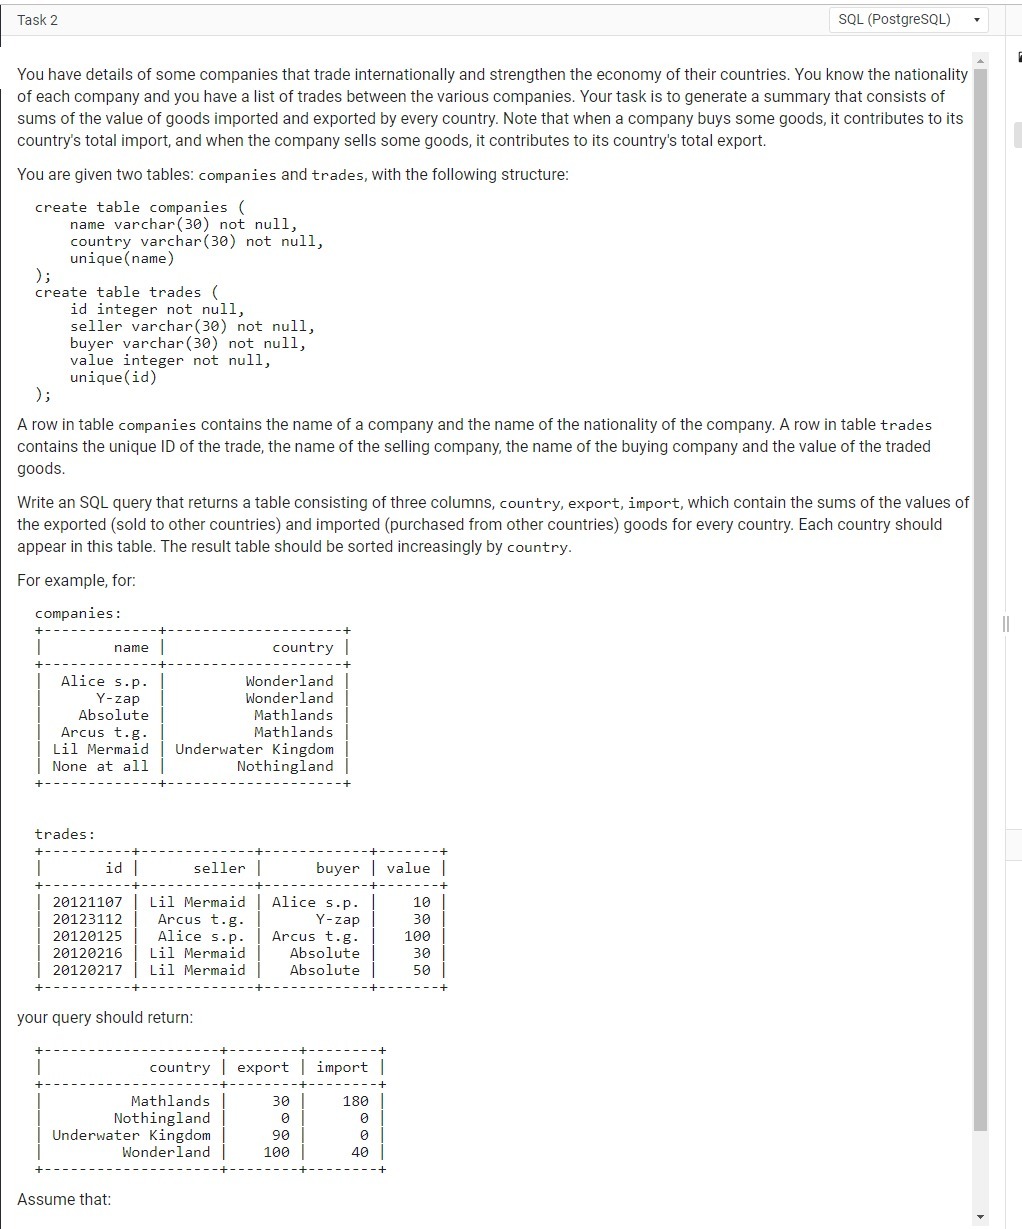 Task 2
SQL (PostgreSQL)
You have details of some companies that trade internationally and strengthen the economy of their countries. You know the nationality
of each company and you have a list of trades between the various companies. Your task is to generate a summary that consists of
sums of the value of goods imported and exported by every country. Note that when a company buys some goods, it contributes to its
country's total import, and when the company sells some goods, it contributes to its country's total export.
You are given two tables: companies and trades, with the following structure:
create table companies (
name varchar(30) not null,
country varchar(30) not null,
unique(name)
);
create table trades (
id integer not null,
seller varchar(30) not null,
buyer varchar(30) not null,
value integer not null,
unique(id)
);
A row in table companies contains the name of a company and the name of the nationality of the company. A row in table trades
contains the unique ID of the trade, the name of the selling company, the name of the buying company and the value of the traded
goods.
Write an SQL query that returns a table consisting of three columns, country, export, import, which contain the sums of the values of
the exported (sold to other countries) and imported (purchased from other countries) goods for every country. Each country should
appear in this table. The result table should be sorted increasingly by country.
For example, for:
companies:
+-------------+--------------------+
| name | country |
+-------------+--------------------+
| Alice s.p. | Wonderland |
| Y-zap | Wonderland |
| Absolute | Mathlands |
| Arcus t.g. | Mathlands |
| Lil Mermaid | Underwater Kingdom |
| None at all | Nothingland |
+-------------+--------------------+
trades:
+----------+-------------+------------+-------+
| id | seller | buyer | value |
+----------+-------------+------------+-------+
| 20121107 | Lil Mermaid | Alice s.p. | 10 |
| 20123112 | Arcus t.g. | Y-zap | 30 |
| 20120125 | Alice s.p. | Arcus t.g. | 100 |
| 20120216 | Lil Mermaid | Absolute | 30 |
| 20120217 | Lil Mermaid | Absolute | 50 |
+----------+-------------+------------+-------+
your query should return:
+--------------------+--------+--------+
| country | export | import |
+--------------------+--------+--------+
| Mathlands | 30 | 180 |
| Nothingland | 0 | 0 |
| Underwater Kingdom | 90 | 0 |
| Wonderland | 100 | 40 |
+--------------------+--------+--------+
Assume that: